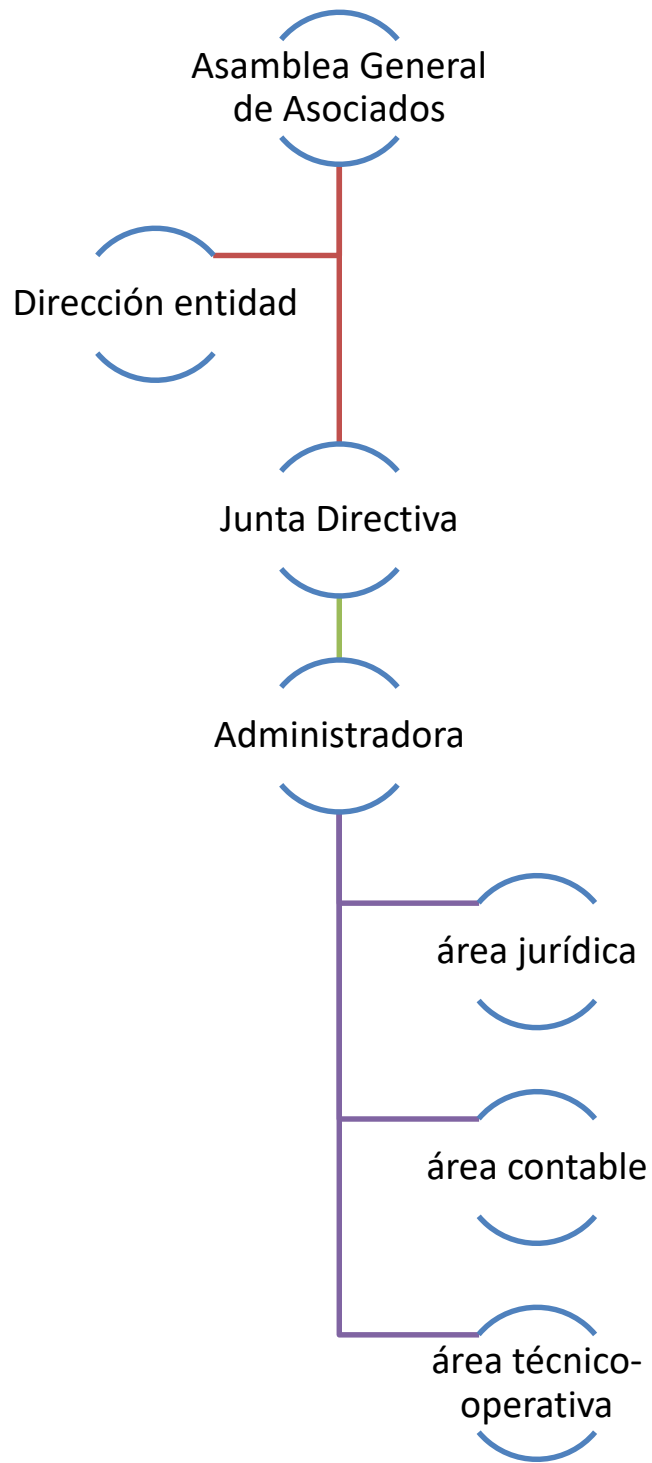 Asamblea General
de Asociados
Dirección entidad
Junta Directiva
Administradora
área jurídica
área contable
área técnico-
operativa